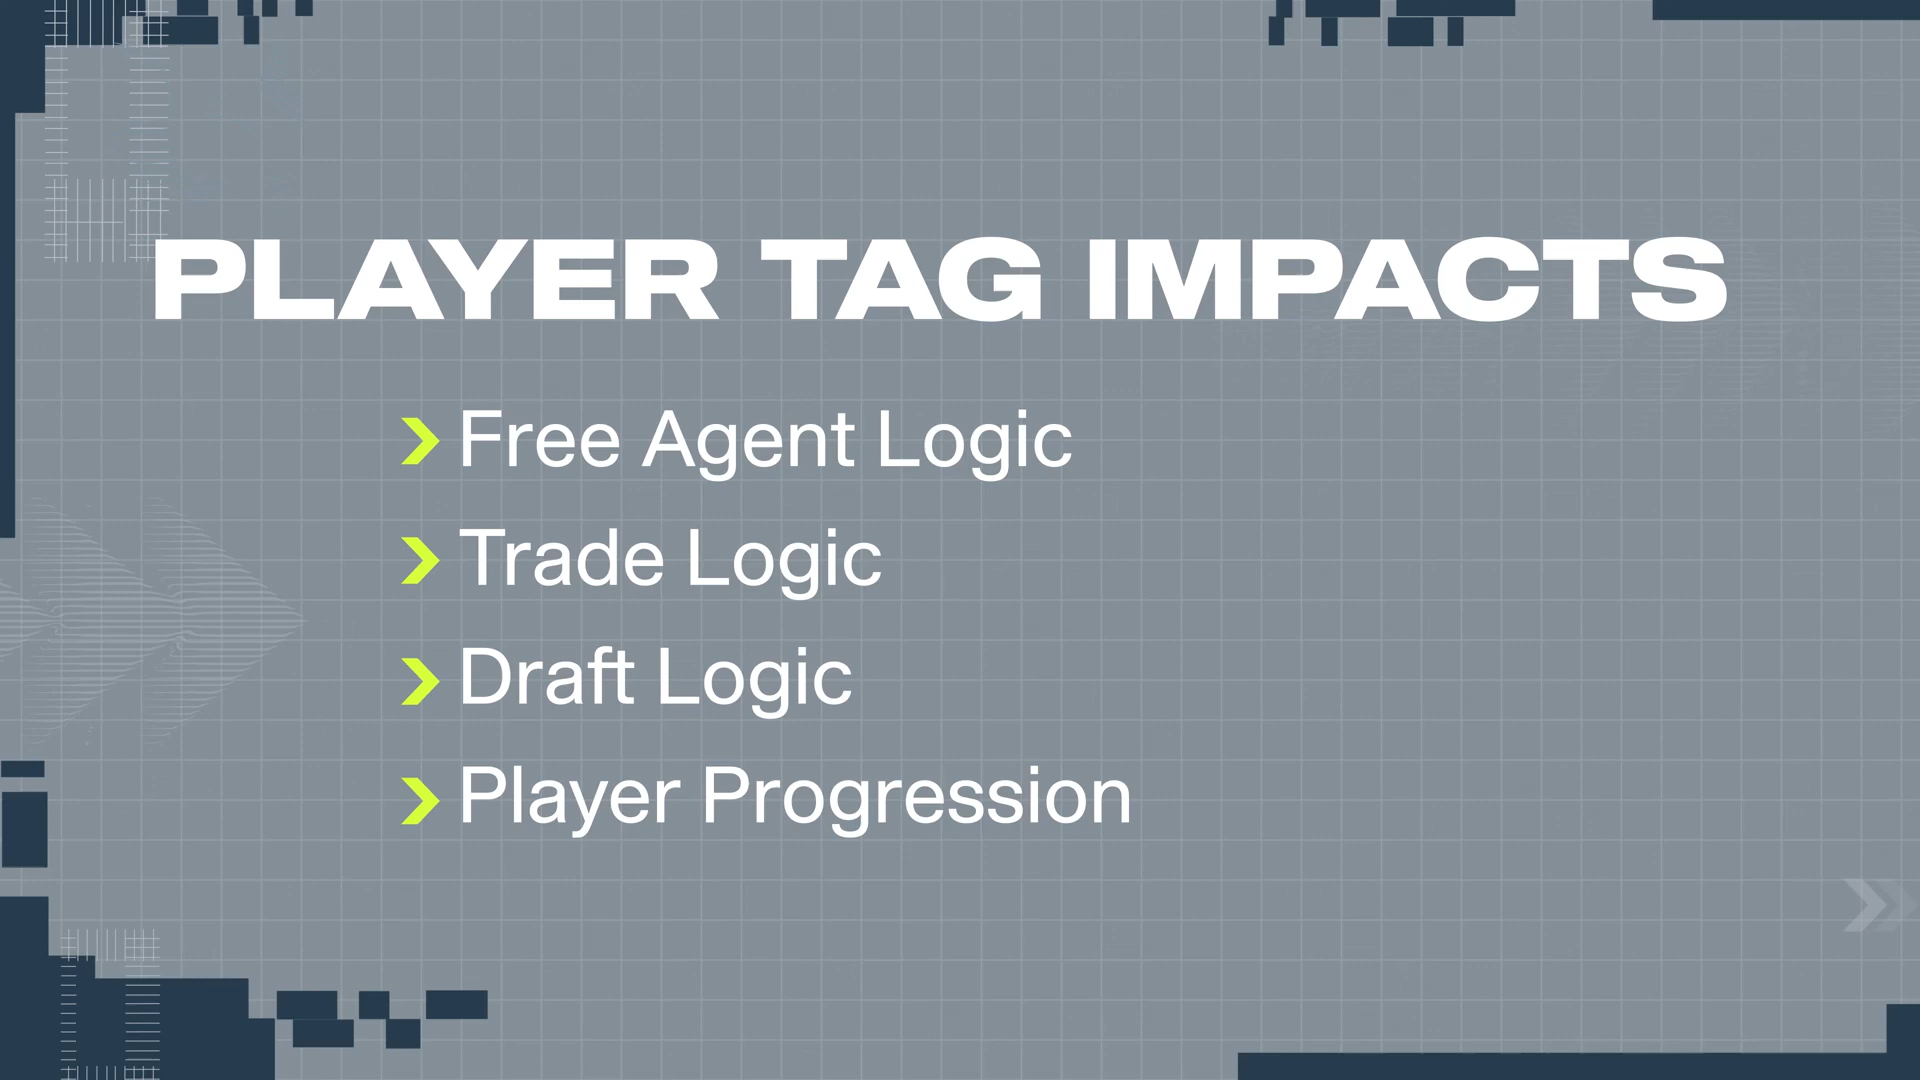 PLAYER TAG IMPACTS
Free Agent Logic
Trade Logic
Draft Logic
Player Progression